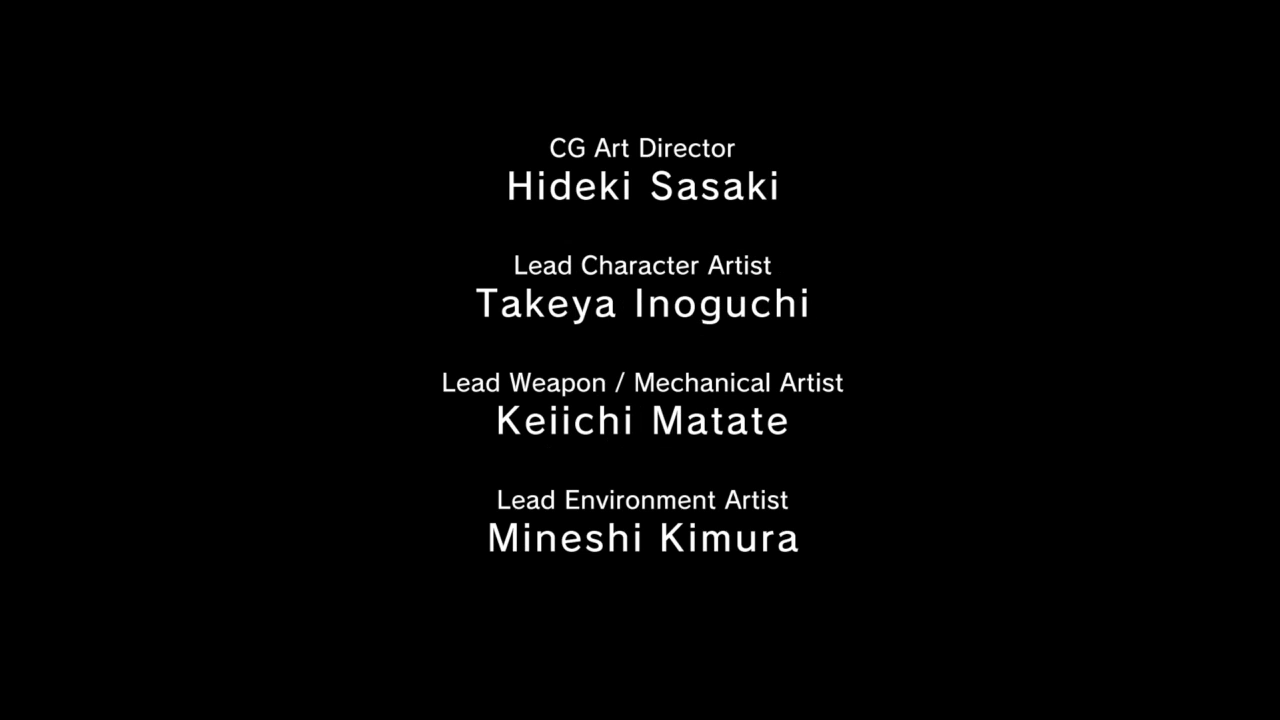 CG Art Director
Hideki Sasaki
Lead Character Artist
Takeya Inoguchi
Lead Weapon / Mechanical Artist
Keiichi Matate
Lead Environment Artist
Mineshi Kimura